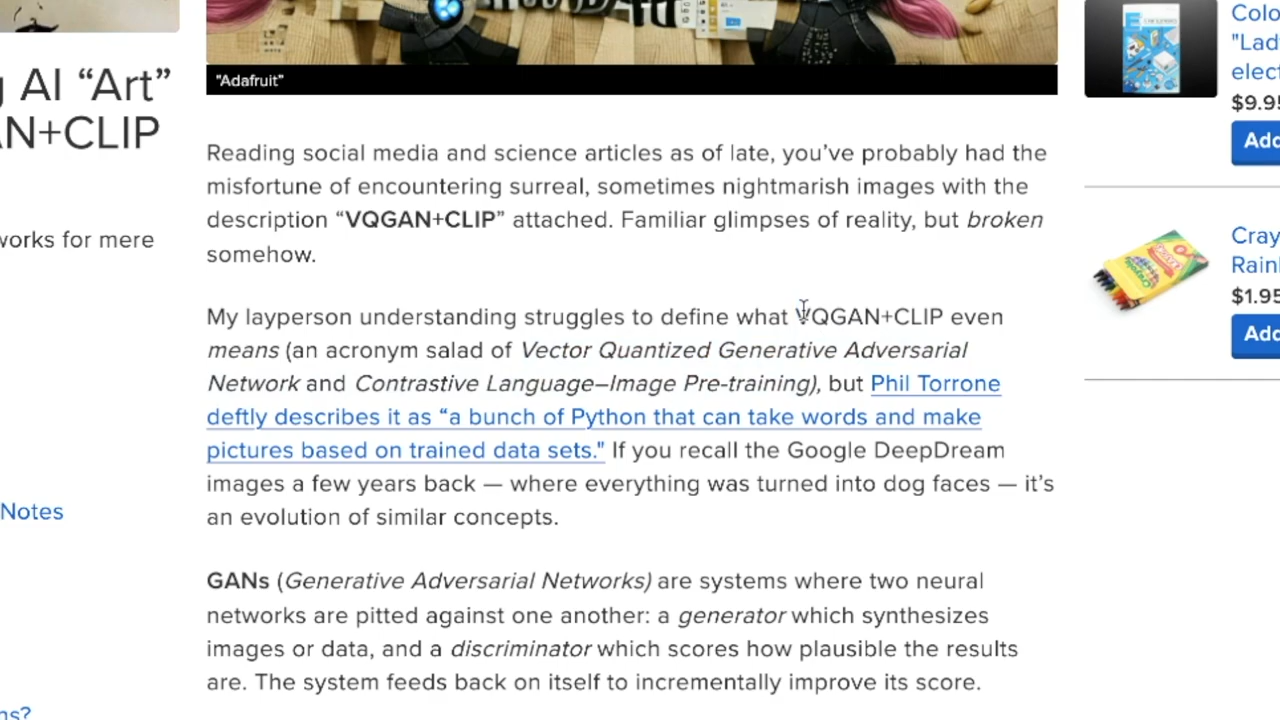 "Adafruit"
AI “Art”
N+CLIP
works for mere
Notes
ns?
Reading social media and science articles as of late, you’ve probably had the
misfortune of encountering surreal, sometimes nightmarish images with the
description “VQGAN+CLIP” attached. Familiar glimpses of reality, but broken
somehow.
My layperson understanding struggles to define what VQGAN+CLIP even
means (an acronym salad of Vector Quantized Generative Adversarial
Network and Contrastive Language–Image Pre-training), but Phil Torrone
deftly describes it as “a bunch of Python that can take words and make
pictures based on trained data sets." If you recall the Google DeepDream
images a few years back — where everything was turned into dog faces — it’s
an evolution of similar concepts.
GANs (Generative Adversarial Networks) are systems where two neural
networks are pitted against one another: a generator which synthesizes
images or data, and a discriminator which scores how plausible the results
are. The system feeds back on itself to incrementally improve its score.
Colo
"Lad
elect
$9.95
Add
Cray
Rain
$1.95
Add